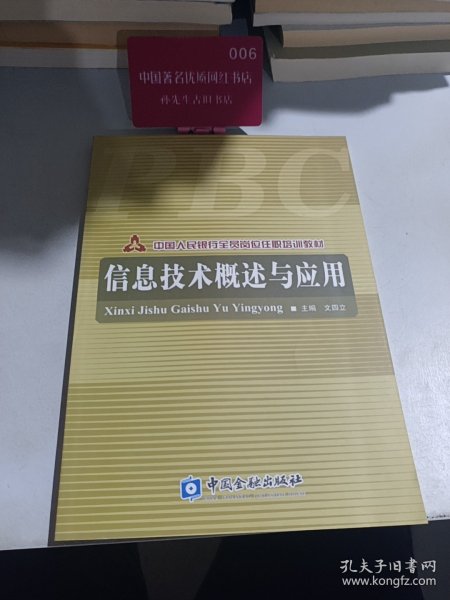 006
中国著名优质网红书店
孙先生古旧书店
PBC
中国人民银行全员岗位任职培训教材
信息技术概述与应用
Xinxi Jishu Gaishu Yu Yingyong ■ 主编 文四立
中国金融出版社
孔夫子旧书网
www.kongfz.com